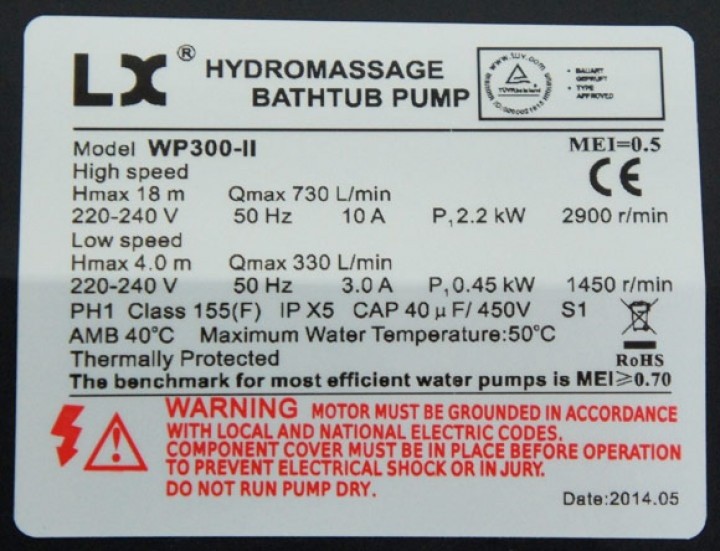 LX® HYDROMASSAGE
BATHTUB PUMP
www.tuv.com
BAUART
GEPRUFT
TYPE
APPROVED
Model WP300-II MEI=0.5
High speed CE
Hmax 18 m Qmax 730 L/min
220-240 V 50 Hz 10 A P₁ 2.2 kW 2900 r/min
Low speed
Hmax 4.0 m Qmax 330 L/min
220-240 V 50 Hz 3.0 A P₁ 0.45 kW 1450 r/min
PH1 Class 155(F) IP X5 CAP 40 μF/ 450V S1
AMB 40°C Maximum Water Temperature:50°C
Thermally Protected RoHS
The benchmark for most efficient water pumps is MEI≥0.70
WARNING MOTOR MUST BE GROUNDED IN ACCORDANCE
WITH LOCAL AND NATIONAL ELECTRIC CODES.
COMPONENT COVER MUST BE IN PLACE BEFORE OPERATION
TO PREVENT ELECTRICAL SHOCK OR IN JURY.
DO NOT RUN PUMP DRY.
Date:2014.05